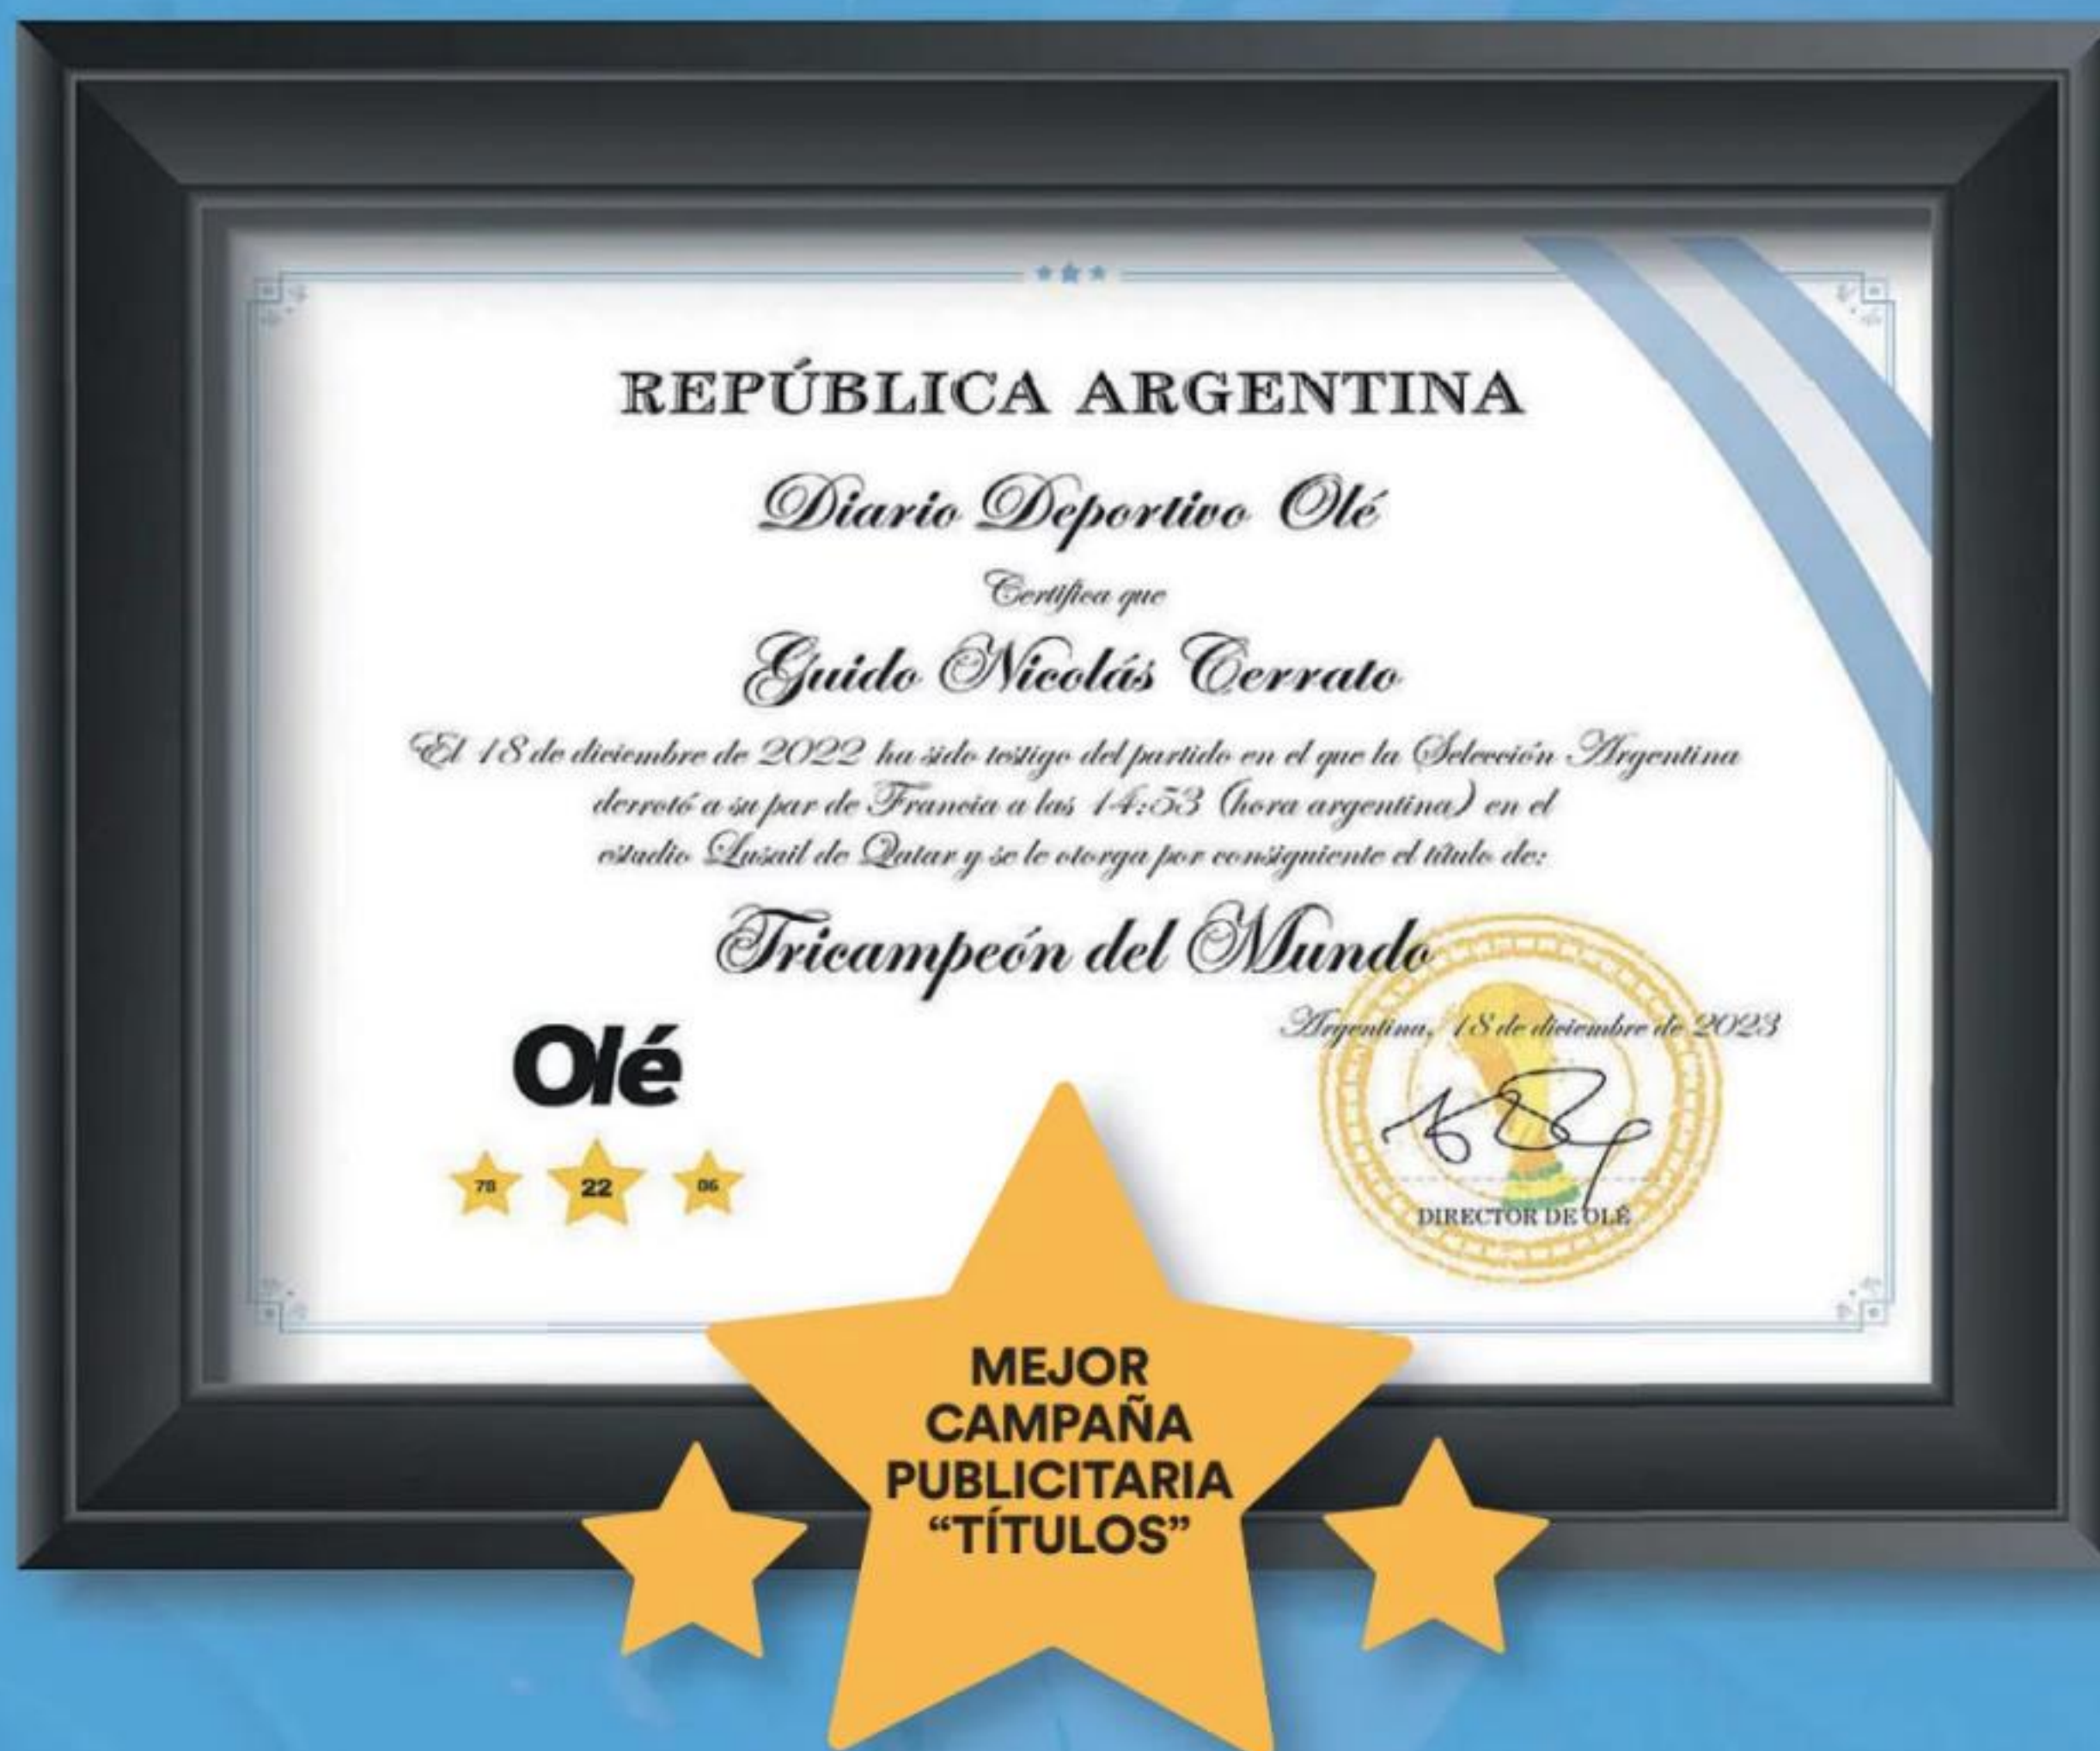 REPÚBLICA ARGENTINA
Diario Deportivo Olé
Certifica que
Guido Nicolás Cerrato
El 18 de diciembre de 2022 ha sido testigo del partido en el que la Selección Argentina
derrotó a su par de Francia a las 14:53 (hora argentina) en el
estadio Lusail de Qatar y se le otorga por consiguiente el título de:
Tricampeón del Mundo
Argentina, 18 de diciembre de 2023
Olé
78 22 86
DIRECTOR DE OLÉ
MEJOR
CAMPAÑA
PUBLICITARIA
“TÍTULOS”